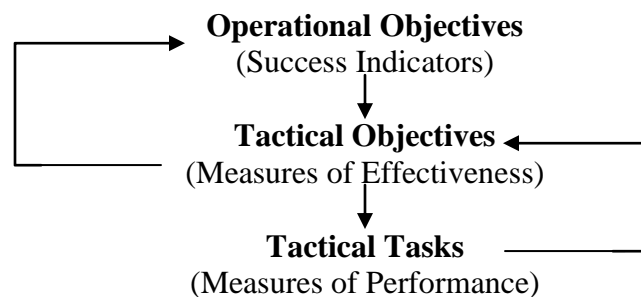 Operational Objectives
(Success Indicators)
Tactical Objectives
(Measures of Effectiveness)
Tactical Tasks
(Measures of Performance)